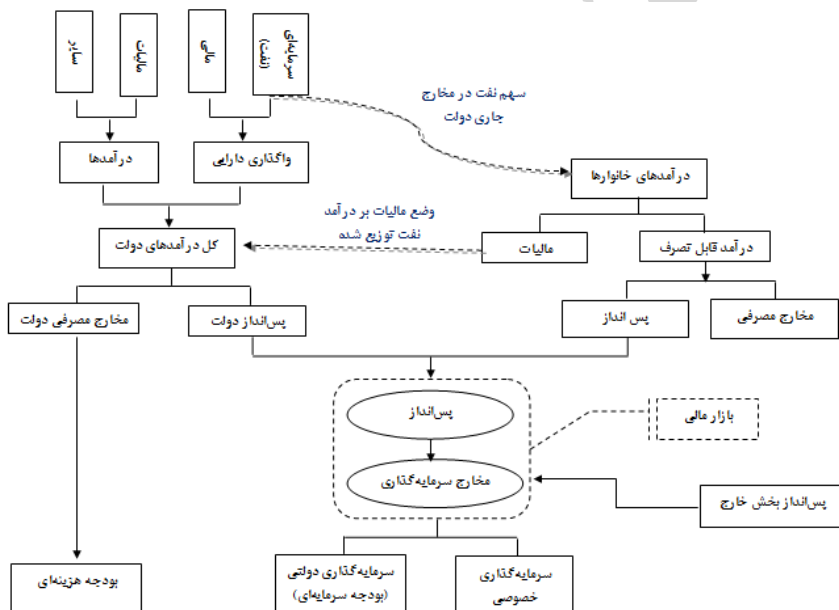 سرمایه‌ای
(نفت)
مالی
مالیات
سایر
سهم نفت در مخارج
جاری دولت
واگذاری دارایی
درآمدها
درآمدهای خانوارها
وضع مالیات بر درآمد
نفت توزیع شده
کل درآمدهای دولت
درآمد قابل تصرف
مالیات
مخارج مصرفی
پس انداز
پس‌انداز دولت
مخارج مصرفی دولت
پس‌انداز
بازار مالی
مخارج سرمایه‌گذاری
پس‌انداز بخش خارج
سرمایه‌گذاری
خصوصی
سرمایه‌گذاری دولتی
(بودجه سرمایه‌ای)
بودجه هزینه‌ای